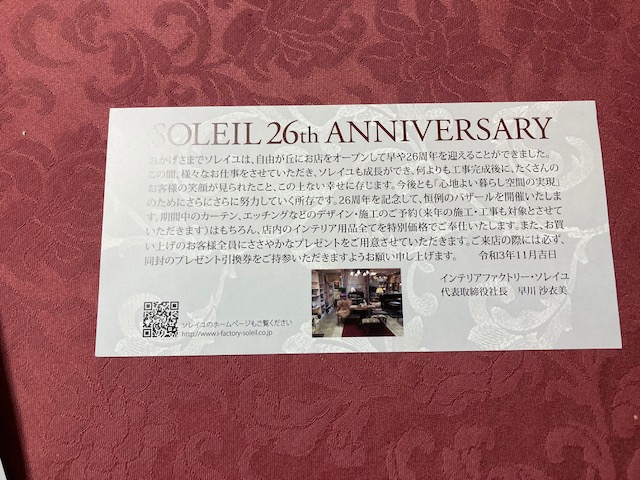 SOLEIL 26th ANNIVERSARY
おかげさまでソレイユは、自由が丘にお店をオープンして早や26周年を迎えることができました。
この間、様々なお仕事をさせていただき、ソレイユも成長ができ、何よりも工事完成後に、たくさんの
お客様の笑顔が見られたこと、この上ない幸せに存じます。今後とも「心地よい暮らし空間の実現」
のためにさらにさらに努力していく所存です。26周年を記念して、恒例のバザールを開催いたしま
す。期間中のカーテン、エッチングなどのデザイン・施工のご予約（来年の施工・工事も対象とさせて
いただきます）はもちろん、店内のインテリア用品全てを特別価格でご奉仕いたします。また、お買
い上げのお客様全員にささやかなプレゼントをご用意させていただきます。ご来店の際には必ず、
同封のプレゼント引換券をご持参いただきますようお願い申し上げます。 令和3年11月吉日
インテリアファクトリー・ソレイユ
代表取締役社長 早川 沙衣美
ソレイユのホームページもご覧ください
http://www.i-factory-soleil.co.jp